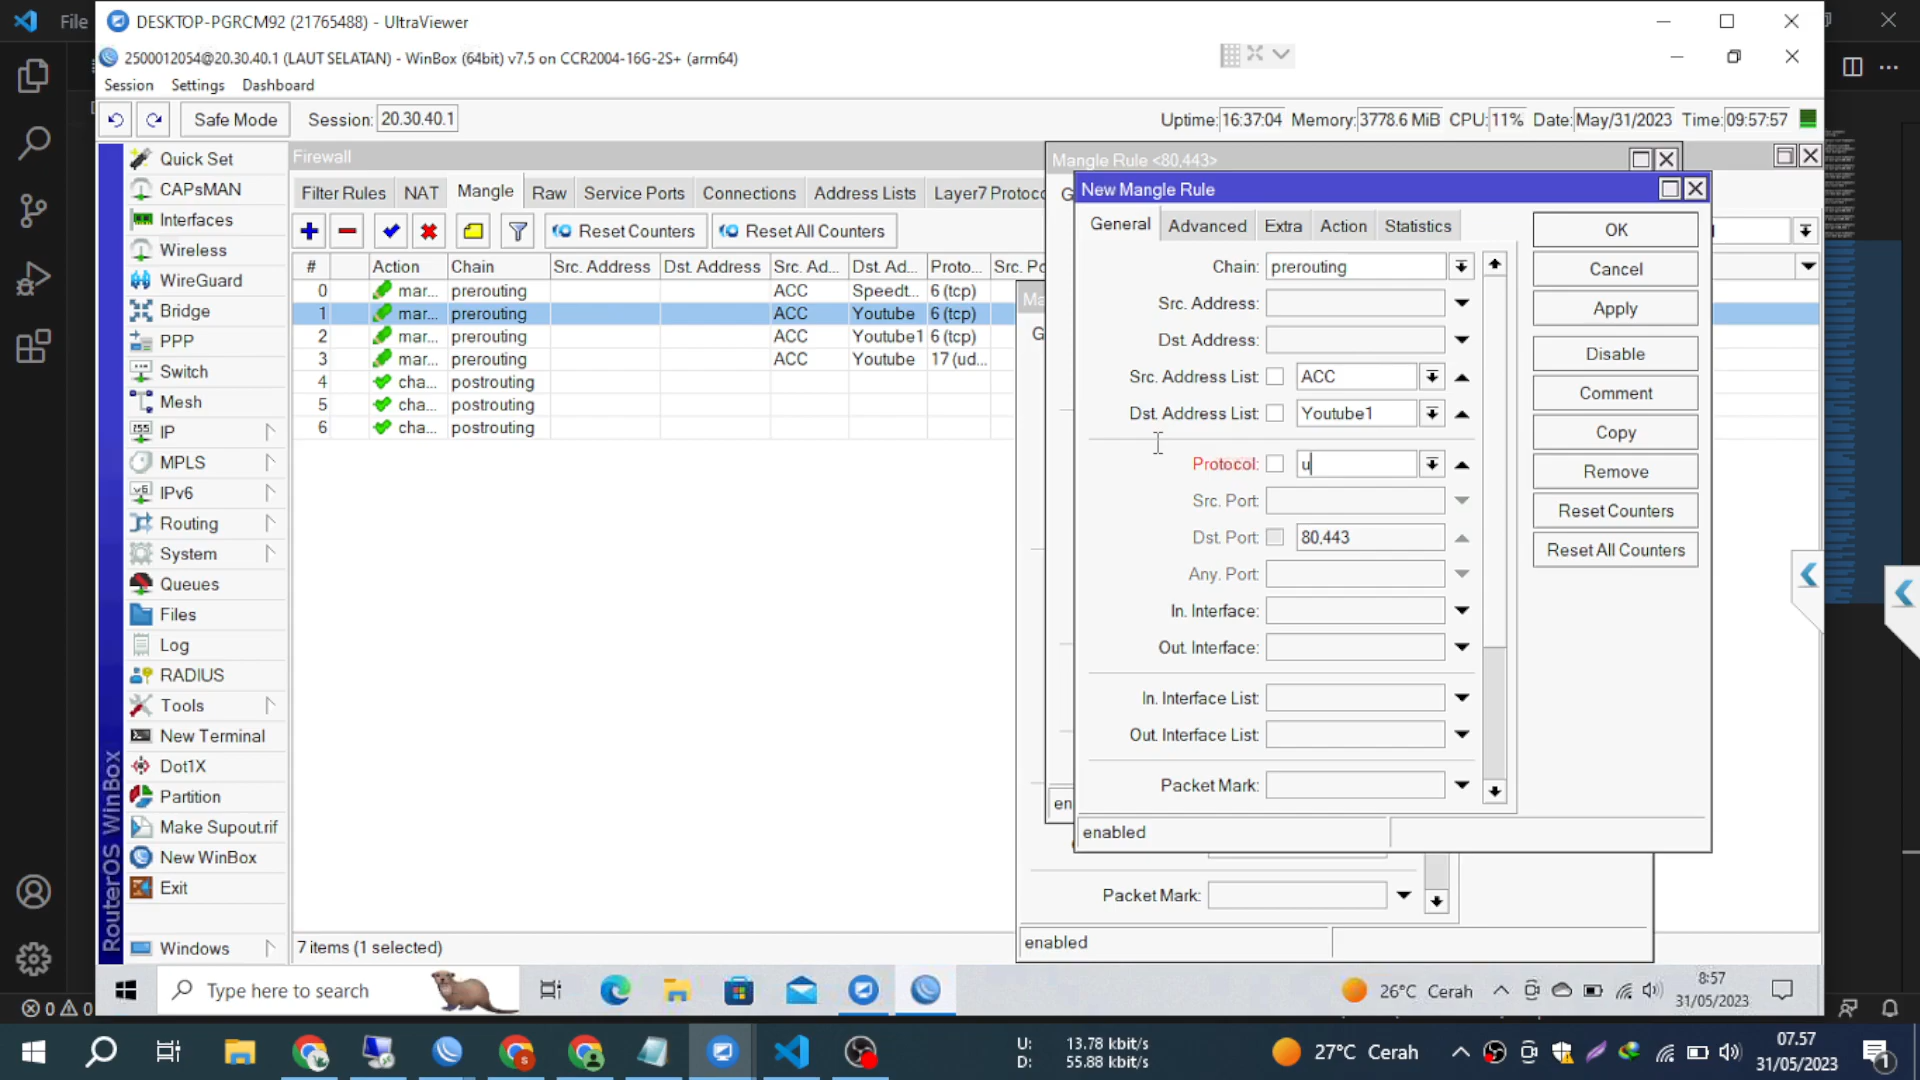 File
DESKTOP-PGRCM92 (21765488) - UltraViewer
2500012054@20.30.40.1 (LAUT SELATAN) - WinBox (64bit) v7.5 on CCR2004-16G-2S+ (arm64)
Session Settings Dashboard
Safe Mode Session: 20.30.40.1 Uptime: 16:37:04 Memory: 3778.6 MiB CPU: 11% Date: May/31/2023 Time: 09:57:57
Quick Set
CAPsMAN
Interfaces
Wireless
WireGuard
Bridge
PPP
Switch
Mesh
IP
MPLS
IPv6
Routing
System
Queues
Files
Log
RADIUS
Tools
New Terminal
Dot1X
Partition
Make Supout.rif
New WinBox
Exit
Windows
RouterOS WinBox
Firewall
Filter Rules NAT Mangle Raw Service Ports Connections Address Lists Layer7 Protoco
Reset Counters Reset All Counters
# Action Chain Src. Address Dst. Address Src. Ad... Dst. Ad... Proto... Src. Po
0 mar... prerouting ACC Speedt... 6 (tcp)
1 mar... prerouting ACC Youtube 6 (tcp)
2 mar... prerouting ACC Youtube1 6 (tcp)
3 mar... prerouting ACC Youtube 17 (ud...
4 cha... postrouting
5 cha... postrouting
6 cha... postrouting
7 items (1 selected)
Mangle Rule <80,443>
New Mangle Rule
General Advanced Extra Action Statistics
Chain: prerouting
Src. Address:
Dst. Address:
Src. Address List: ACC
Dst. Address List: Youtube1
Protocol: u
Src. Port:
Dst. Port: 80,443
Any. Port:
In. Interface:
Out. Interface:
In. Interface List:
Out. Interface List:
Packet Mark:
enabled
OK
Cancel
Apply
Disable
Comment
Copy
Remove
Reset Counters
Reset All Counters
Ma
G
G
en
Packet Mark:
enabled
Type here to search
26°C Cerah
8:57
31/05/2023
0 0
U: 13.78 kbit/s
D: 55.88 kbit/s
27°C Cerah
07.57
31/05/2023
1